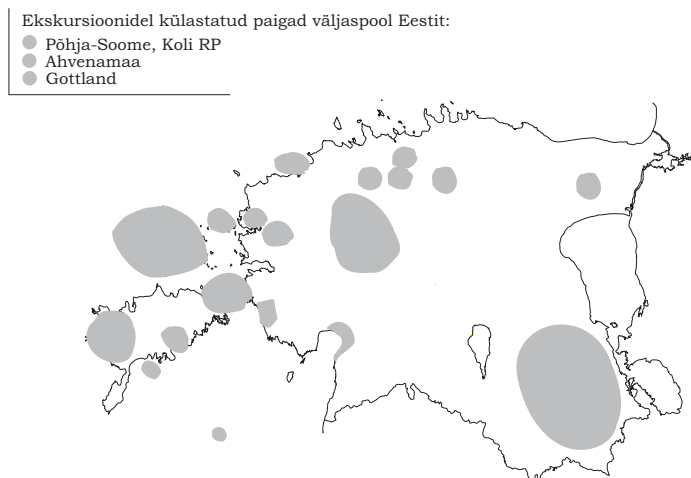 Ekskursioonidel külastatud paigad väljaspool Eestit:
Põhja-Soome, Koli RP
Ahvenamaa
Gottland